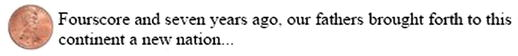 Fourscore and seven years ago, our fathers brought forth to this
continent a new nation...